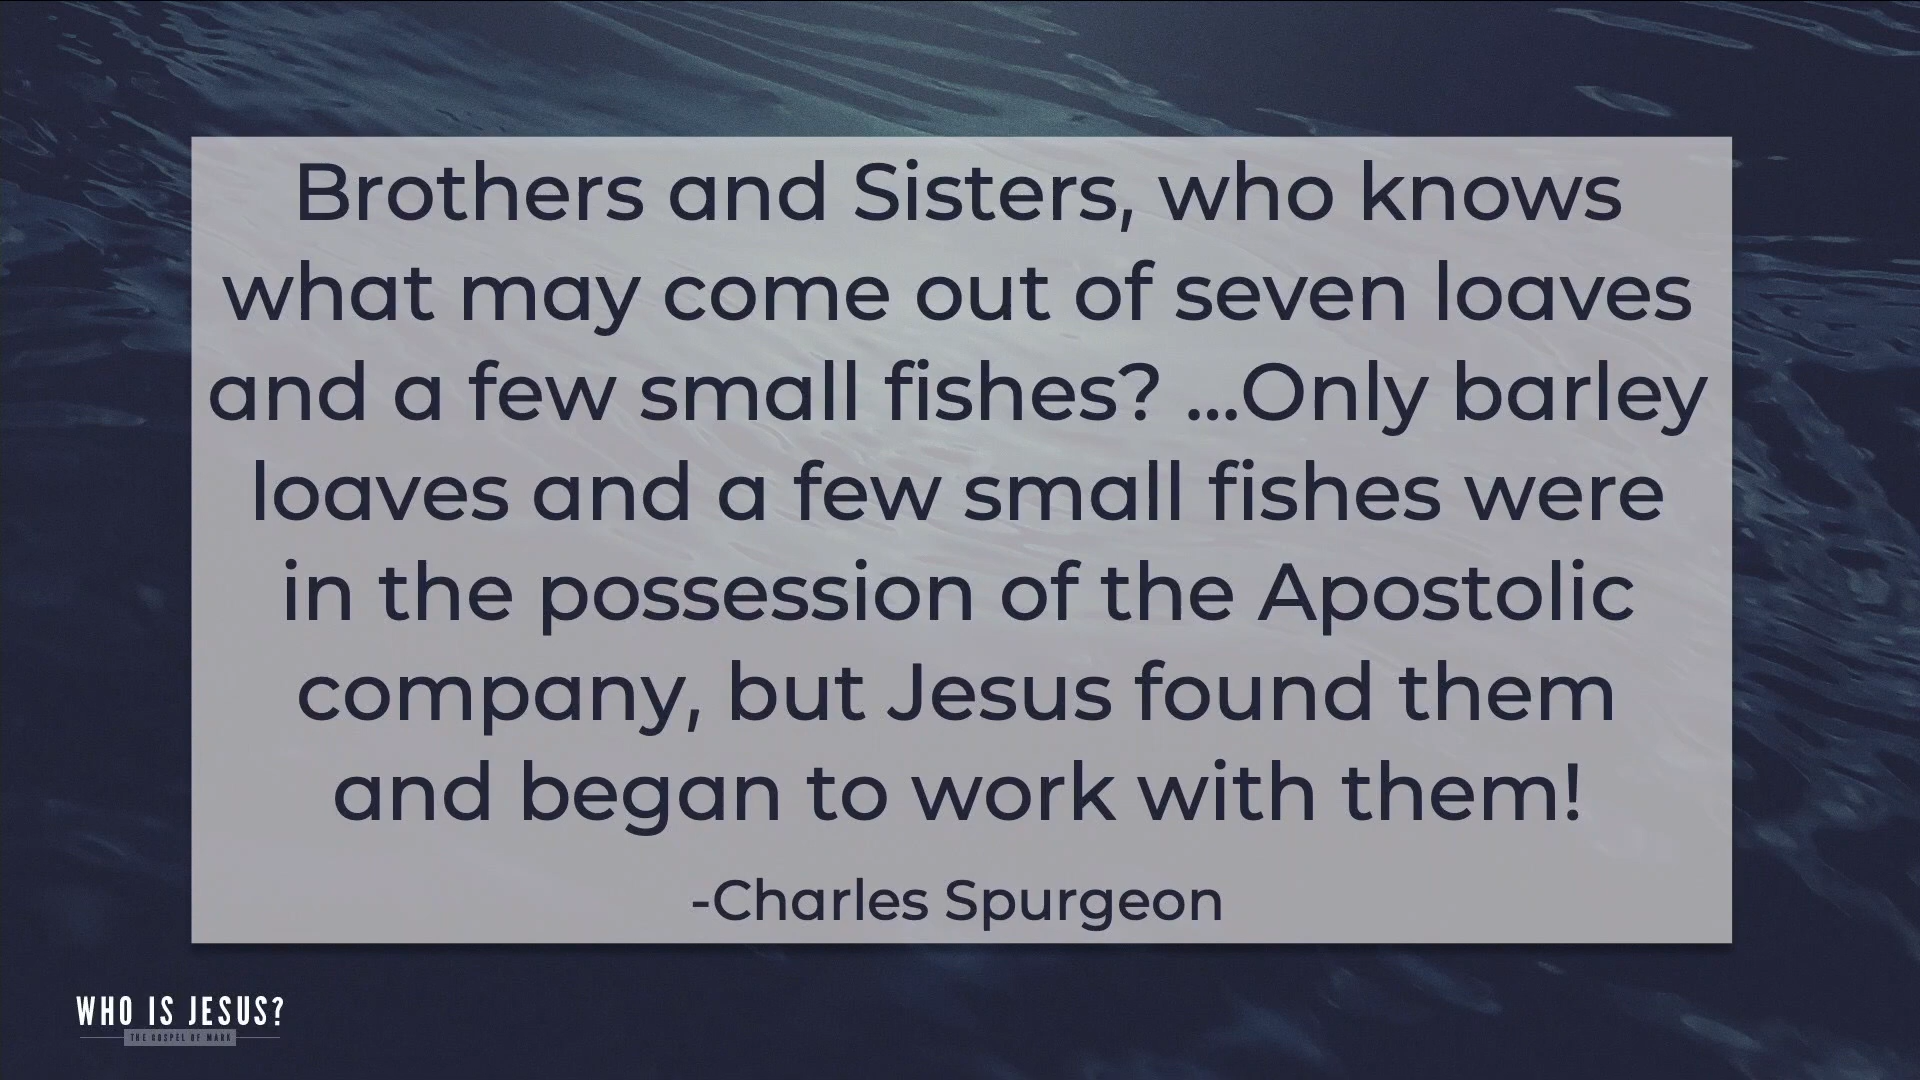 Brothers and Sisters, who knows
what may come out of seven loaves
and a few small fishes? ...Only barley
loaves and a few small fishes were
in the possession of the Apostolic
company, but Jesus found them
and began to work with them!
-Charles Spurgeon
WHO IS JESUS?
THE GOSPEL OF MARK